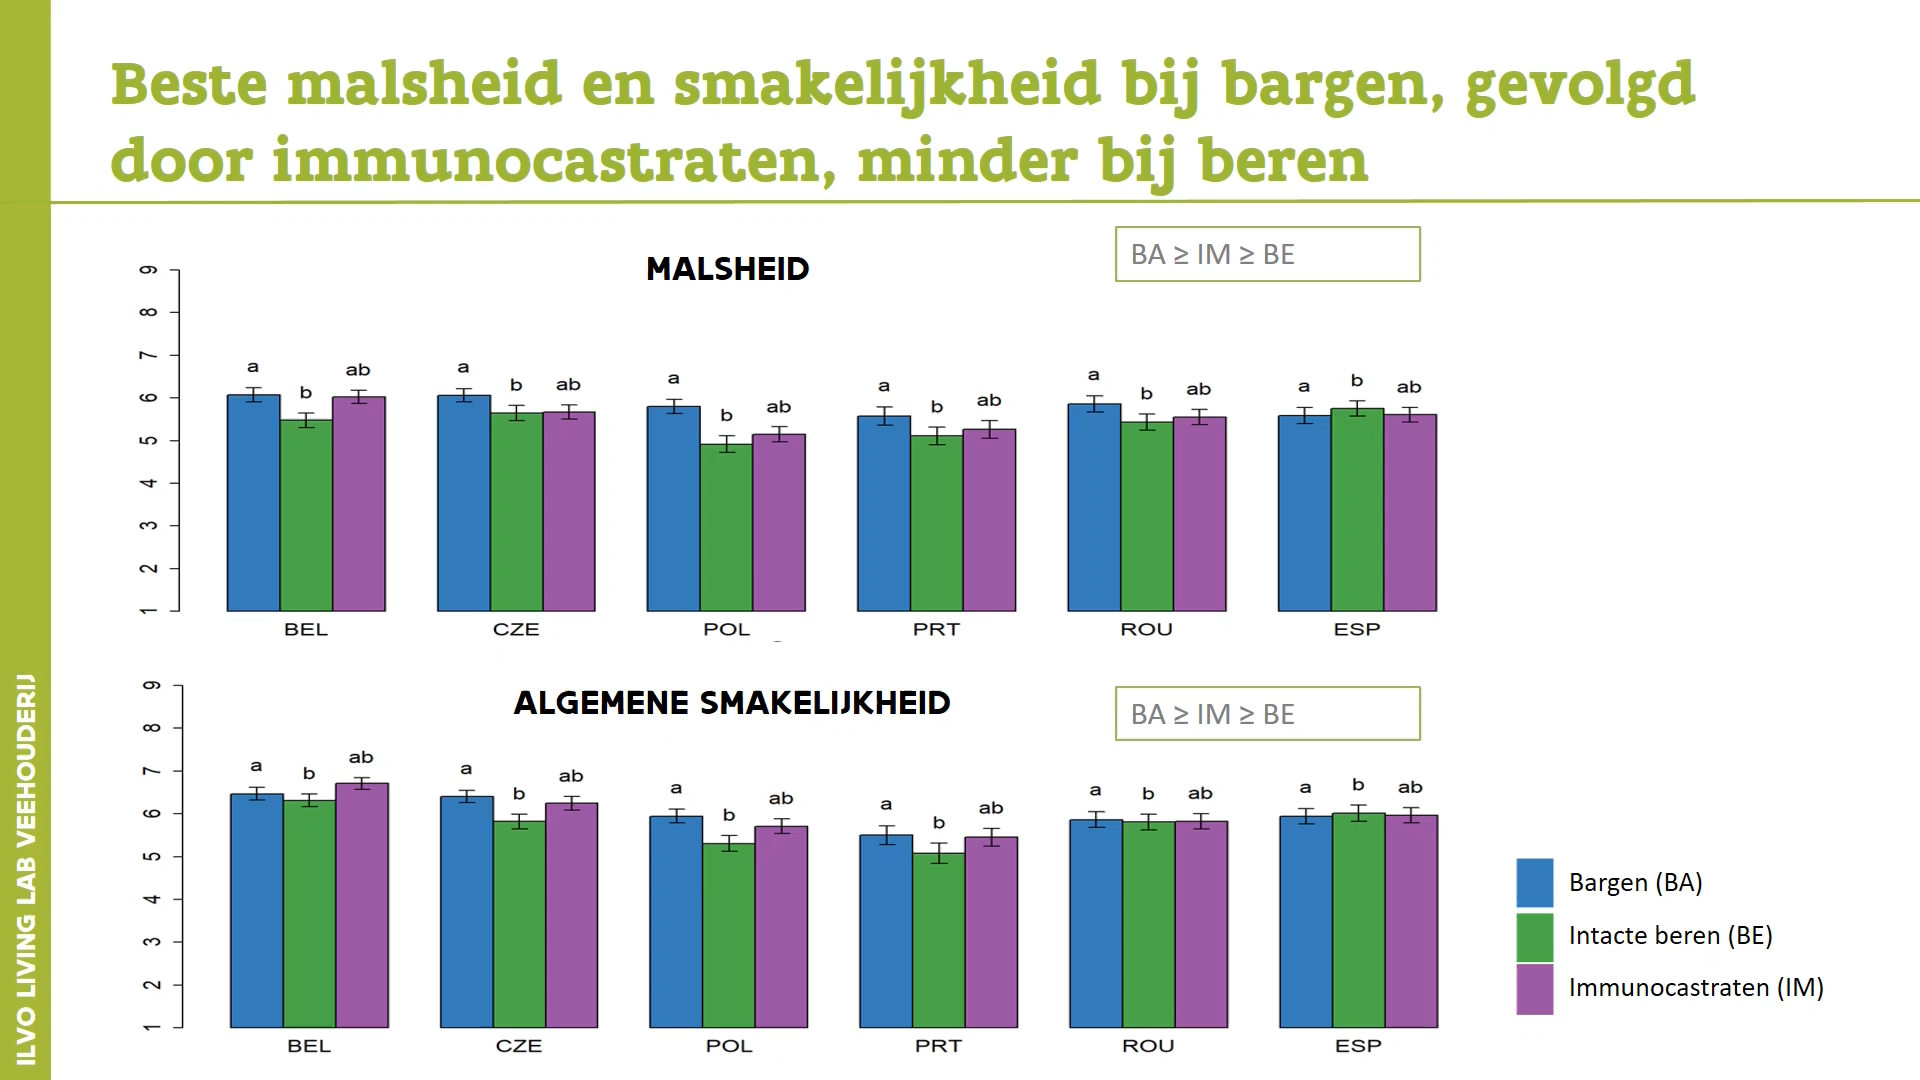 Beste malsheid en smakelijkheid bij bargen, gevolgd
door immunocastraten, minder bij beren
MALSHEID
BA ≥ IM ≥ BE
9
8
7
6
5
4
3
2
1
a b ab
a b ab
a b ab
a b ab
a b ab
a b ab
BEL CZE POL PRT ROU ESP
ALGEMENE SMAKELIJKHEID
BA ≥ IM ≥ BE
9
8
7
6
5
4
3
2
1
a b ab
a b ab
a b ab
a b ab
a b ab
a b ab
BEL CZE POL PRT ROU ESP
Bargen (BA)
Intacte beren (BE)
Immunocastraten (IM)
ILVO LIVING LAB VEEHOUDERIJ